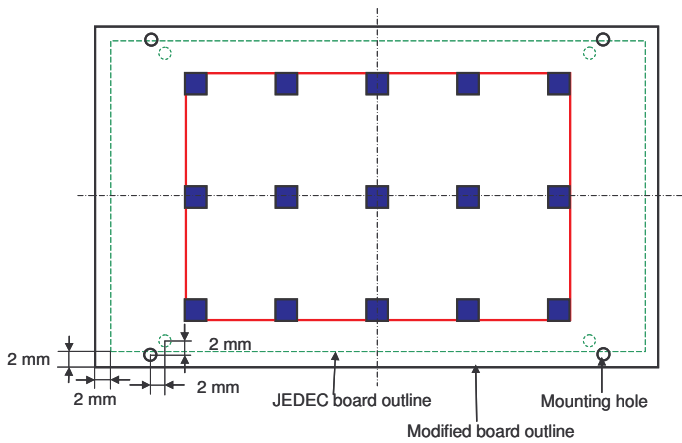 2 mm
2 mm
2 mm
2 mm
JEDEC board outline
Mounting hole
Modified board outline